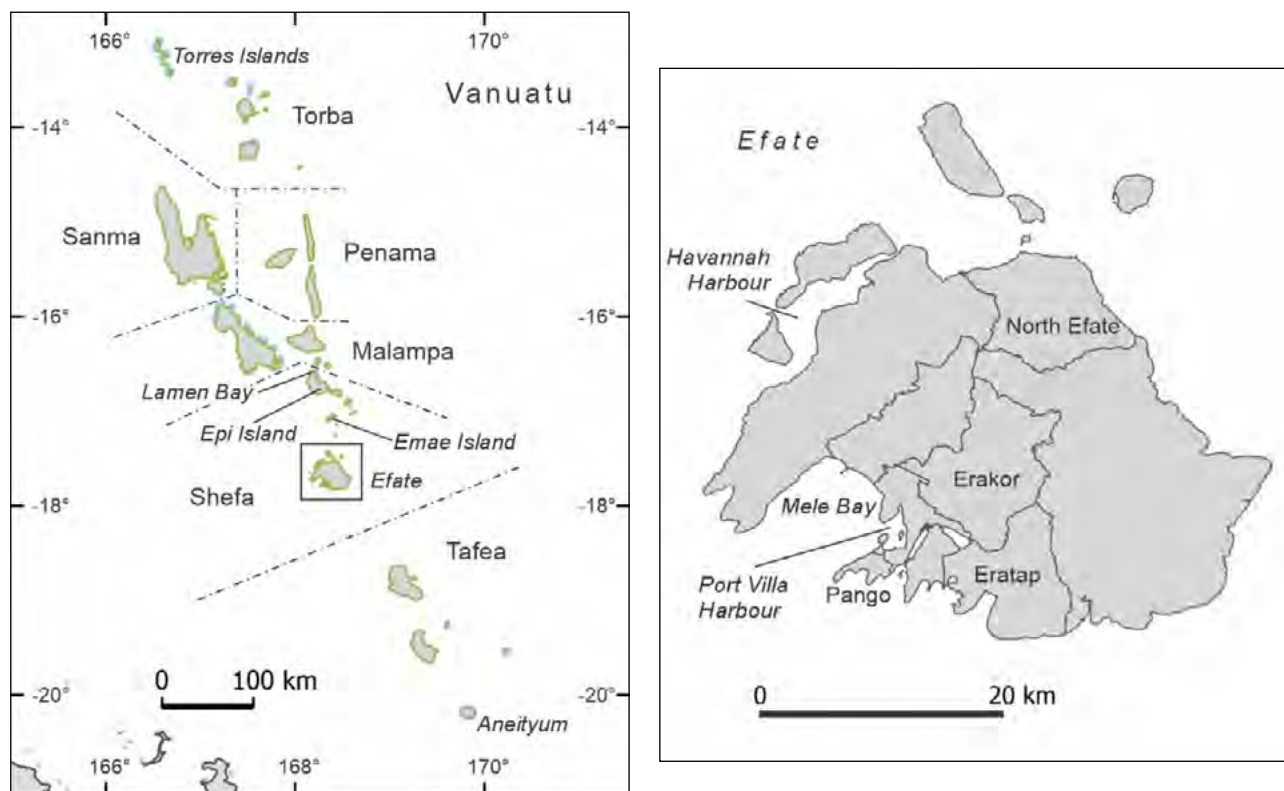 166°
170°
Torres Islands
Vanuatu
Torba
-14°
-14°
Sanma
Penama
-16°
-16°
Malampa
Lamen Bay
Epi Island
Emae Island
Efate
Shefa
-18°
-18°
Tafea
0 100 km
-20°
-20°
Aneityum
166°
168°
170°
Efate
Havannah
Harbour
North Efate
Erakor
Mele Bay
Eratap
Port Villa
Harbour
Pango
0 20 km